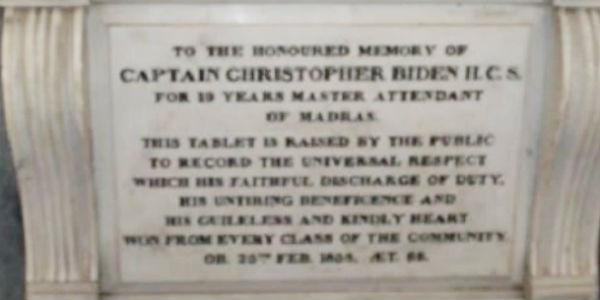 TO THE HONOURED MEMORY OF
CAPTAIN CHRISTOPHER BIDEN H.C.S.
FOR 19 YEARS MASTER ATTENDANT
OF MADRAS.
THIS TABLET IS RAISED BY THE PUBLIC
TO RECORD THE UNIVERSAL RESPECT
WHICH HIS FAITHFUL DISCHARGE OF DUTY,
HIS UNTIRING BENEFICENCE AND
HIS GUILELESS AND KINDLY HEART
WON FROM EVERY CLASS OF THE COMMUNITY.
OB. 25TH FEB. 1858. ÆT. 68.